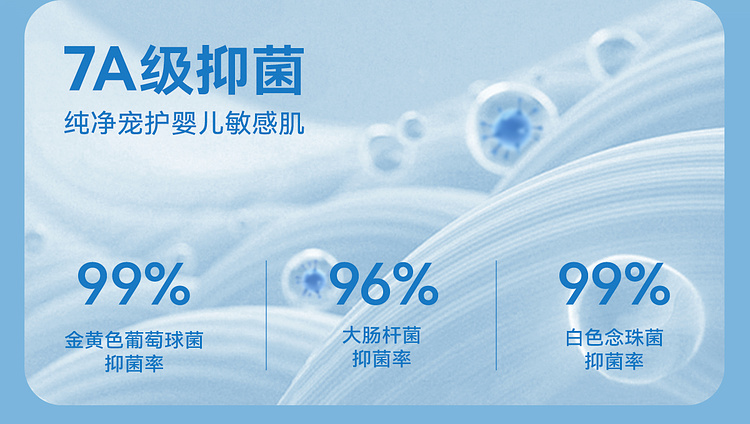 7A级抑菌
纯净宠护婴儿敏感肌
99%
金黄色葡萄球菌
抑菌率
96%
大肠杆菌
抑菌率
99%
白色念珠菌
抑菌率